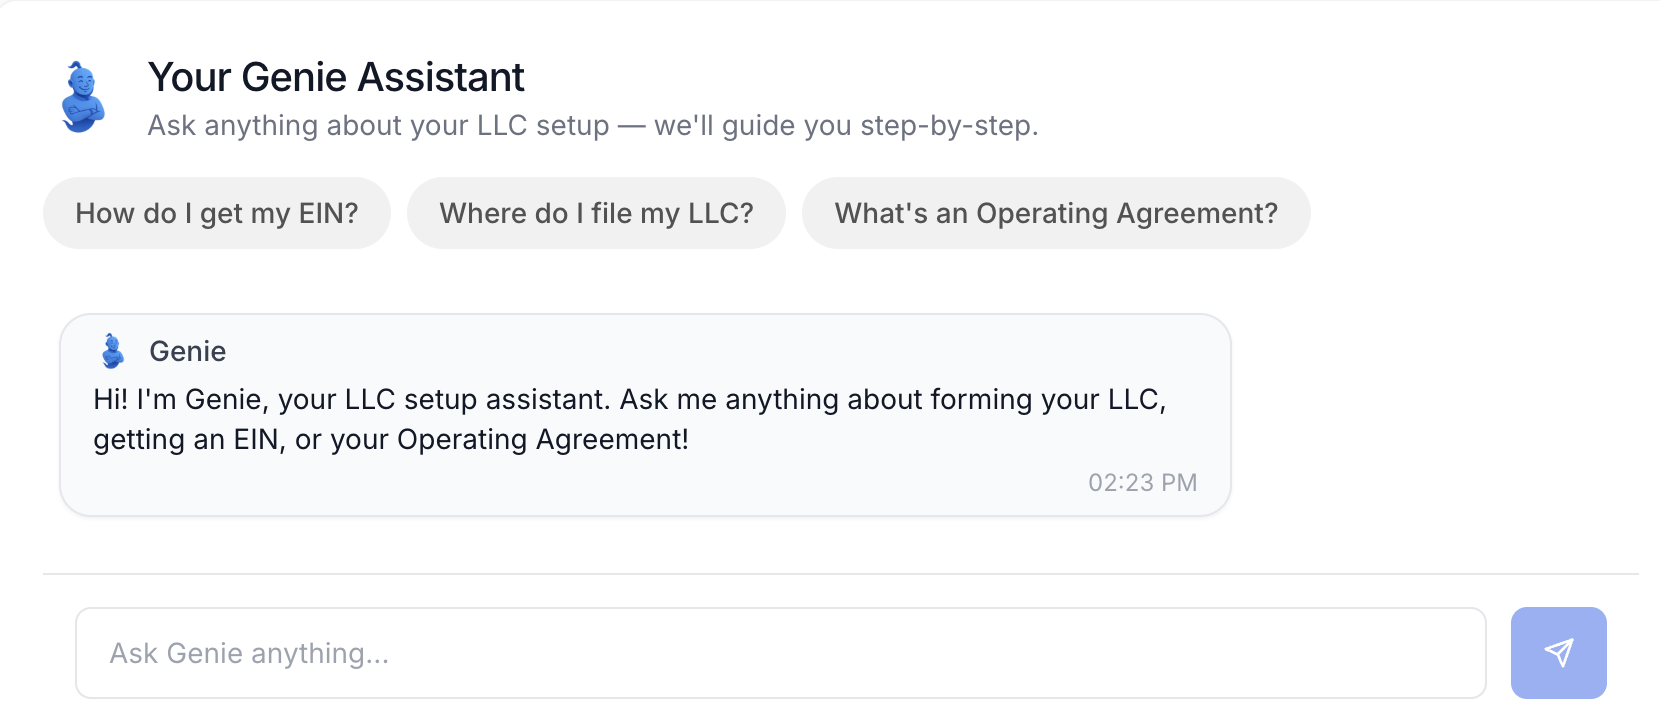 Your Genie Assistant
Ask anything about your LLC setup — we'll guide you step-by-step.
How do I get my EIN?
Where do I file my LLC?
What's an Operating Agreement?
Genie
Hi! I'm Genie, your LLC setup assistant. Ask me anything about forming your LLC,
getting an EIN, or your Operating Agreement!
02:23 PM
Ask Genie anything...